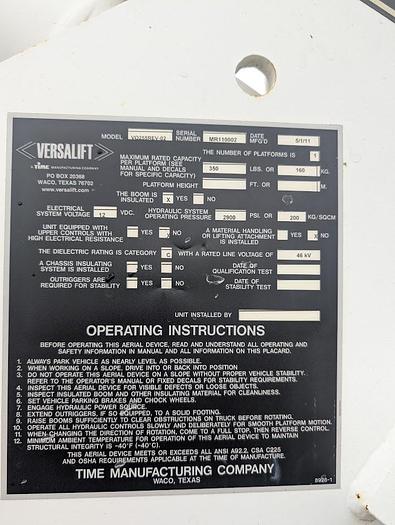 MODEL VO255REV-02 SERIAL NUMBER MR110002 DATE MFG'D 5/1/11
VERSALIFT
A TIME MANUFACTURING COMPANY
PO BOX 20368
WACO, TEXAS 76702
www.versalift.com
THE NUMBER OF PLATFORMS IS 1
MAXIMUM RATED CAPACITY
PER PLATFORM (SEE
MANUAL AND DECALS
FOR SPECIFICITY) 350 LBS. OR 160 KG.
PLATFORM HEIGHT FT. OR M.
THE BOOM IS INSULATED X YES NO
ELECTRICAL SYSTEM VOLTAGE 12 VDC. HYDRAULIC SYSTEM OPERATING PRESSURE 2900 PSI. OR 200 KG/SQCM
UNIT EQUIPPED WITH
UPPER CONTROLS WITH
HIGH ELECTRICAL RESISTANCE YES NO
A MATERIAL HANDLING
OR LIFTING ATTACHMENT
IS INSTALLED YES X NO
THE DIELECTRIC RATING IS CATEGORY C WITH A RATED LINE VOLTAGE OF 46 kV
A CHASSIS INSULATING
SYSTEM IS INSTALLED YES NO
DATE OF
QUALIFICATION TEST
OUTRIGGERS ARE
REQUIRED FOR STABILITY YES NO
DATE OF
STABILITY TEST
UNIT INSTALLED BY
OPERATING INSTRUCTIONS
BEFORE OPERATING THIS AERIAL DEVICE, READ AND UNDERSTAND ALL OPERATING AND
SAFETY INFORMATION IN MANUAL AND ALL INFORMATION ON THIS PLACARD.
1. ALWAYS PARK VEHICLE AS NEARLY LEVEL AS POSSIBLE.
2. WHEN WORKING ON A SLOPE, DRIVE INTO OR BACK INTO POSITION
3. DO NOT OPERATE THIS AERIAL DEVICE ON A SLOPE WITHOUT PROPER VEHICLE STABILITY.
REFER TO THE OPERATOR'S MANUAL OR FIXED DECALS FOR STABILITY REQUIREMENTS.
4. INSPECT THIS AERIAL DEVICE FOR VISIBLE DEFECTS OR LOOSE OBJECTS.
5. INSPECT INSULATED BOOM AND OTHER INSULATING MATERIAL FOR CLEANLINESS.
6. SET VEHICLE PARKING BRAKES AND CHOCK WHEELS.
7. ENGAGE HYDRAULIC POWER SOURCE.
8. EXTEND OUTRIGGERS, IF SO EQUIPPED, TO A SOLID FOOTING.
9. RAISE BOOMS SUFFICIENTLY TO CLEAR OBSTRUCTIONS ON TRUCK BEFORE ROTATING.
10. OPERATE ALL HYDRAULIC CONTROLS SLOWLY AND DELIBERATELY FOR SMOOTH PLATFORM MOTION.
11. WHEN CHANGING THE DIRECTION OF ROTATION, COME TO A FULL STOP, THEN REVERSE CONTROL.
12. MINIMUM AMBIENT TEMPERATURE FOR OPERATION OF THIS AERIAL DEVICE TO MAINTAIN
STRUCTURAL INTEGRITY IS -40°F (-40°C).
THIS AERIAL DEVICE MEETS OR EXCEEDS ALL ANSI A92.2, CSA C225
AND OSHA REQUIREMENTS APPLICABLE AT TIME OF MANUFACTURE.
TIME MANUFACTURING COMPANY
WACO, TEXAS
8926-1